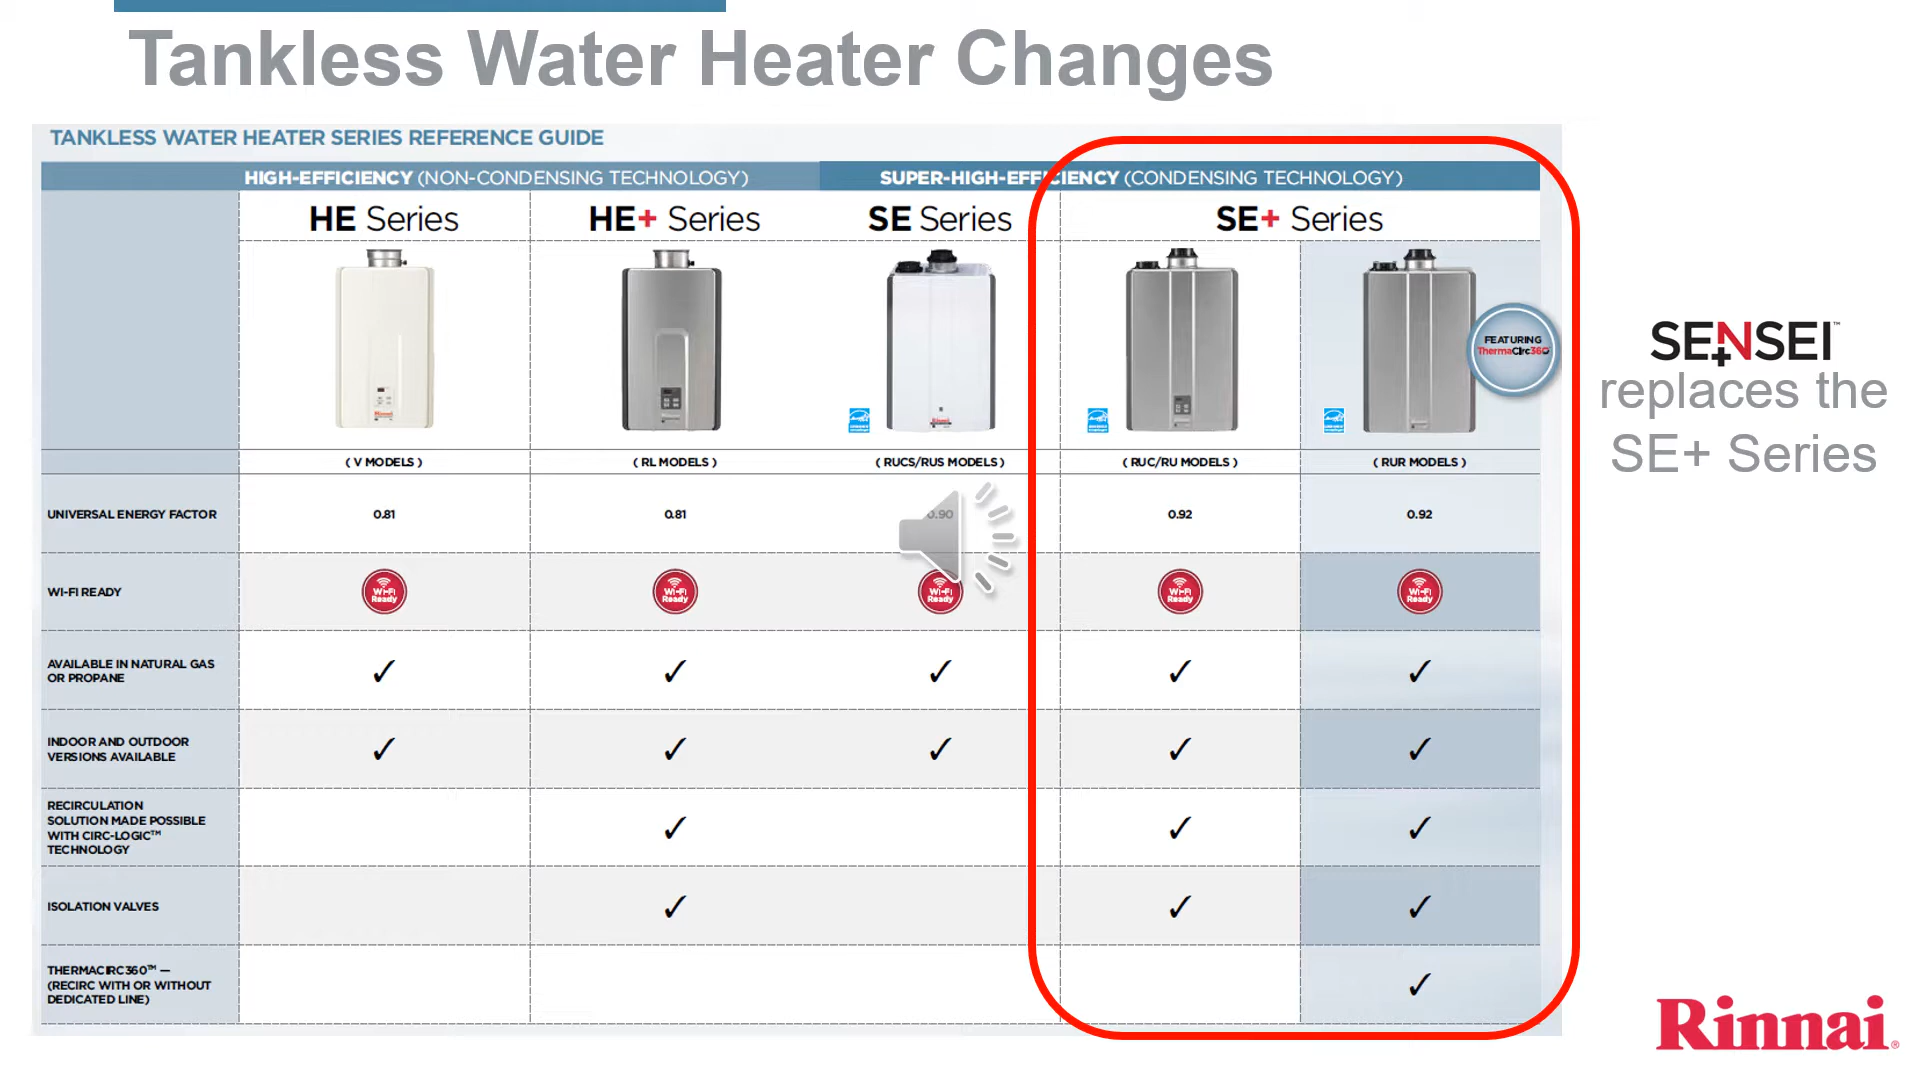 Tankless Water Heater Changes
TANKLESS WATER HEATER SERIES REFERENCE GUIDE
HIGH-EFFICIENCY (NON-CONDENSING TECHNOLOGY)
SUPER-HIGH-EFFICIENCY (CONDENSING TECHNOLOGY)
HE Series
HE+ Series
SE Series
SE+ Series
FEATURING
ThermaCirc360
SENSEI™
replaces the
SE+ Series
( V MODELS )
( RL MODELS )
( RUCS/RUS MODELS )
( RUC/RU MODELS )
( RUR MODELS )
UNIVERSAL ENERGY FACTOR
0.81
0.81
0.90
0.92
0.92
WI-FI READY
Wi-Fi
Ready
Wi-Fi
Ready
Wi-Fi
Ready
Wi-Fi
Ready
Wi-Fi
Ready
AVAILABLE IN NATURAL GAS
OR PROPANE
✓ ✓ ✓ ✓ ✓
INDOOR AND OUTDOOR
VERSIONS AVAILABLE
✓ ✓ ✓ ✓ ✓
RECIRCULATION
SOLUTION MADE POSSIBLE
WITH CIRC-LOGIC™
TECHNOLOGY
✓ ✓ ✓
ISOLATION VALVES
✓ ✓ ✓
THERMACIRC360™ —
(RECIRC WITH OR WITHOUT
DEDICATED LINE)
✓
Rinnai®